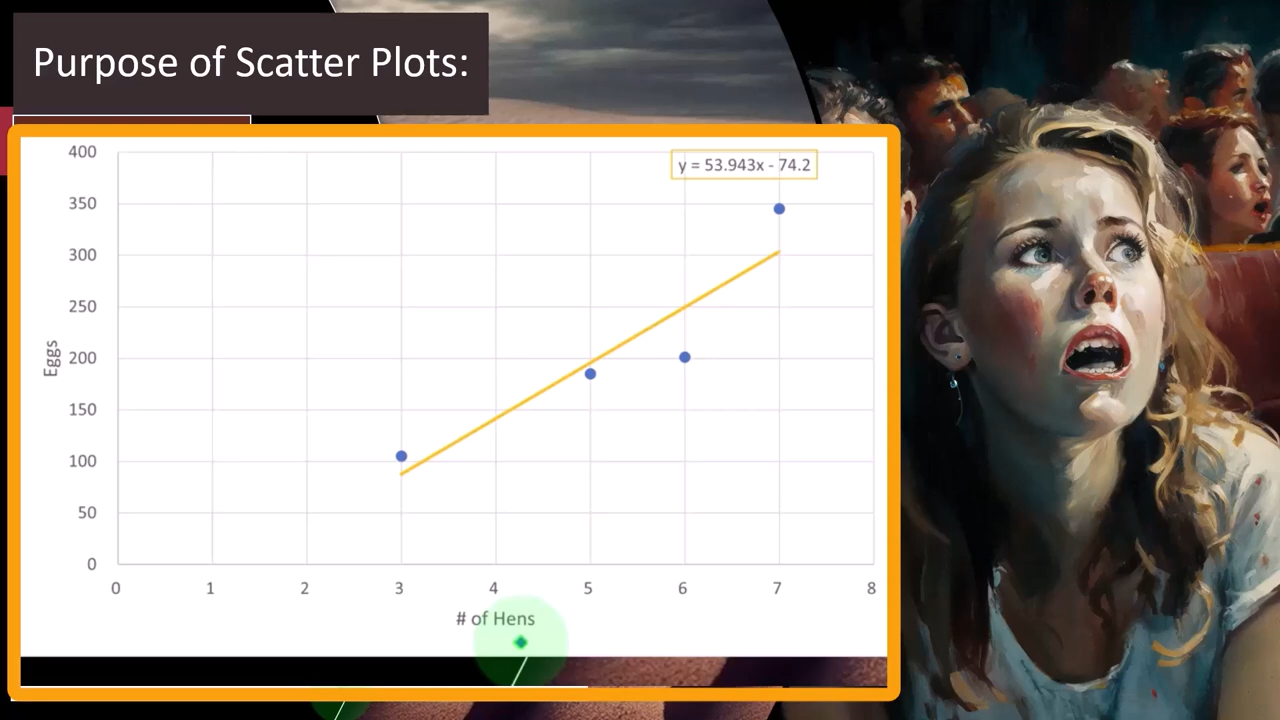 Purpose of Scatter Plots:
400
350
300
250
200
150
100
50
0
Eggs
y = 53.943x - 74.2
0 1 2 3 4 5 6 7 8
# of Hens